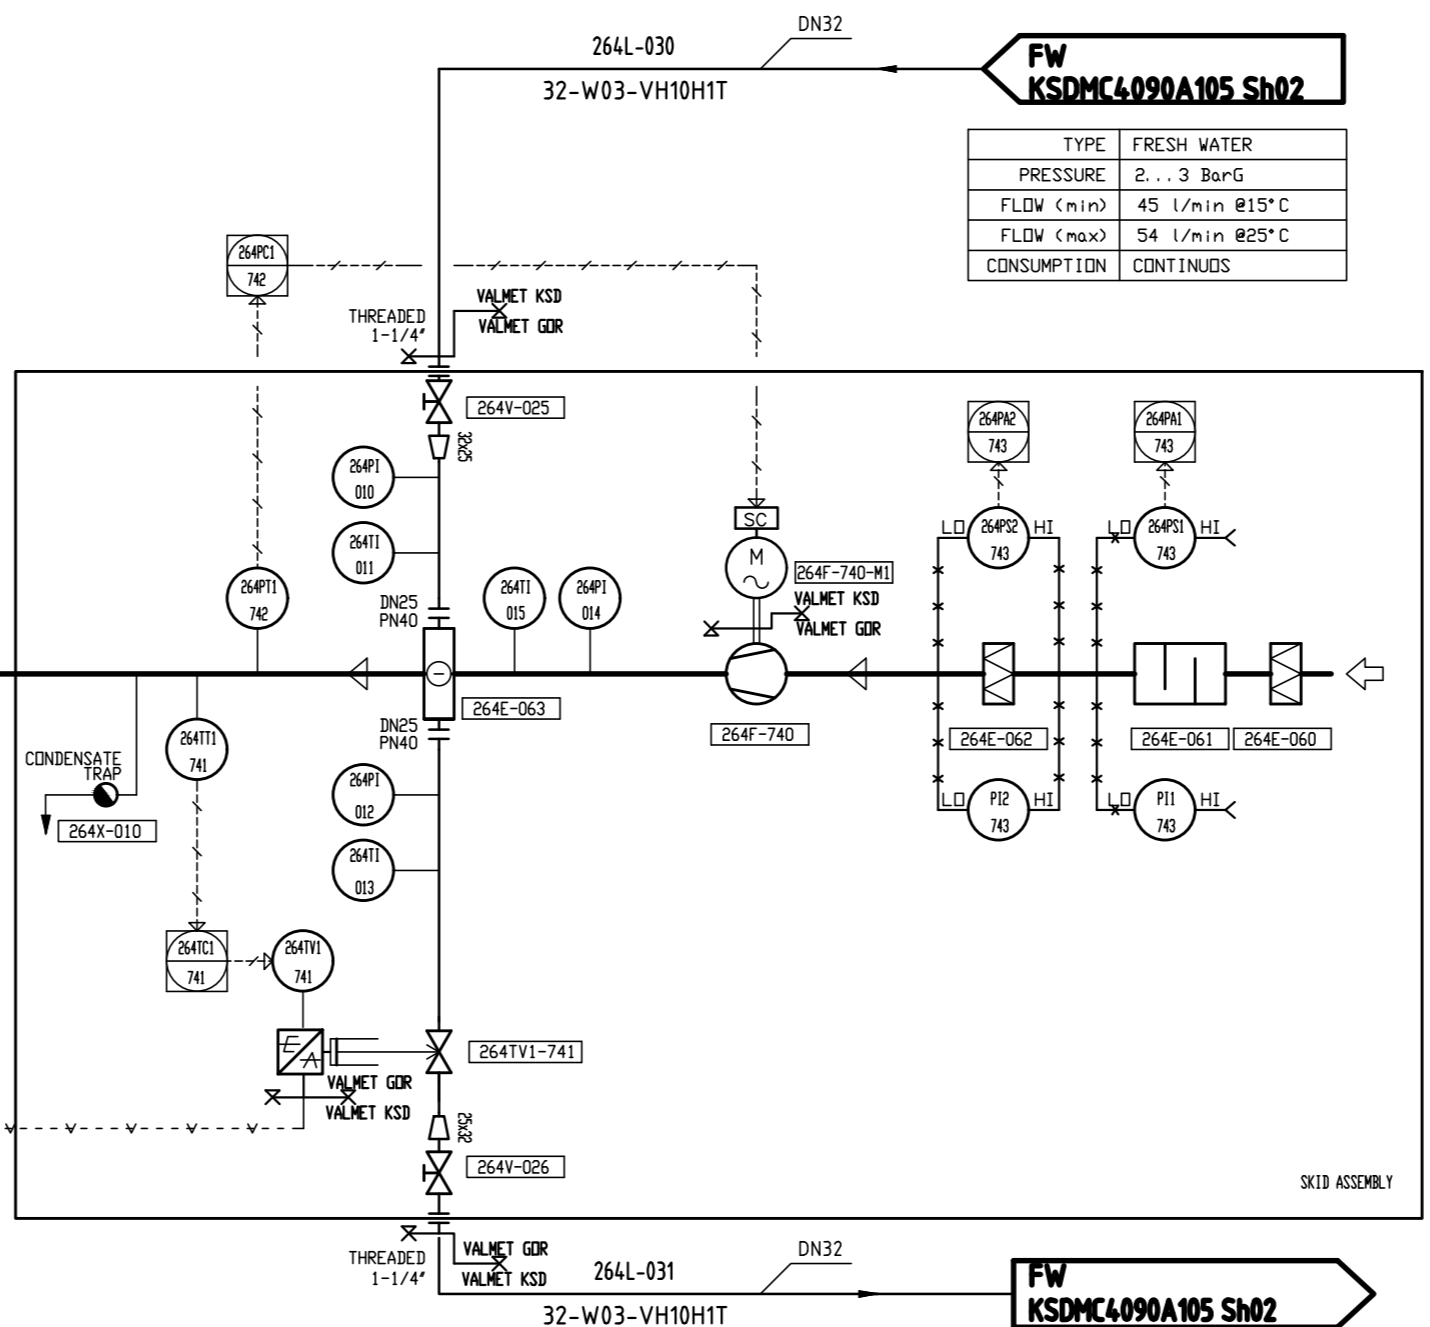 DN32
264L-030
32-W03-VH10H1T
FW
KSDMC4090A105 Sh02
TYPE FRESH WATER
PRESSURE 2...3 BarG
FLOW (min) 45 l/min @15°C
FLOW (max) 54 l/min @25°C
CONSUMPTION CONTINUOS
264PC1
742
THREADED
1-1/4"
VALMET KSD
VALMET GOR
264V-025
32x25
264PI
010
264TI
011
264PT1
742
DN25
PN40
264TI
015
264PI
014
SC
M
264F-740-M1
VALMET KSD
VALMET GOR
264PA2
743
264PA1
743
LO
264PS2
743
HI
LO
264PS1
743
HI
264E-063
264F-740
264E-062
264E-061
264E-060
DN25
PN40
CONDENSATE
TRAP
264X-010
264TT1
741
264PI
012
264TI
013
LO
PI2
743
HI
LO
PI1
743
HI
264TC1
741
264TV1
741
E
A
264TV1-741
VALMET GOR
VALMET KSD
25x32
264V-026
SKID ASSEMBLY
THREADED
1-1/4"
VALMET GOR
VALMET KSD
DN32
264L-031
32-W03-VH10H1T
FW
KSDMC4090A105 Sh02